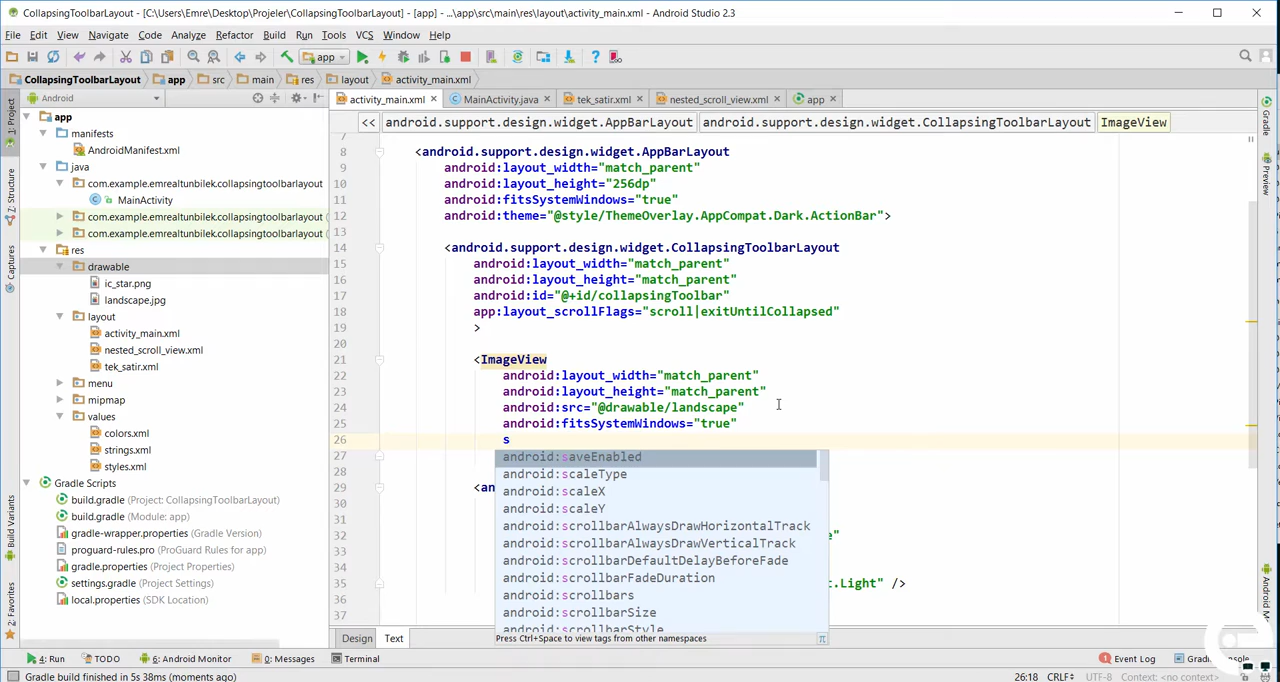 CollapsingToolbarLayout - [C:\Users\Emre\Desktop\Projeler\CollapsingToolbarLayout] - [app] - ...\app\src\main\res\layout\activity_main.xml - Android Studio 2.3
File Edit View Navigate Code Analyze Refactor Build Run Tools VCS Window Help
app
CollapsingToolbarLayout app src main res layout activity_main.xml
Android
activity_main.xml MainActivity.java tek_satir.xml nested_scroll_view.xml app
<< android.support.design.widget.AppBarLayout android.support.design.widget.CollapsingToolbarLayout ImageView
1: Project
Z: Structure
Captures
Build Variants
2: Favorites
app
manifests
AndroidManifest.xml
java
com.example.emrealtunbilek.collapsingtoolbarlayout
MainActivity
com.example.emrealtunbilek.collapsingtoolbarlayout
com.example.emrealtunbilek.collapsingtoolbarlayout
res
drawable
ic_star.png
landscape.jpg
layout
activity_main.xml
nested_scroll_view.xml
tek_satir.xml
menu
mipmap
values
colors.xml
strings.xml
styles.xml
Gradle Scripts
build.gradle (Project: CollapsingToolbarLayout)
build.gradle (Module: app)
gradle-wrapper.properties (Gradle Version)
proguard-rules.pro (ProGuard Rules for app)
gradle.properties (Project Properties)
settings.gradle (Project Settings)
local.properties (SDK Location)
7
8 <android.support.design.widget.AppBarLayout
9 android:layout_width="match_parent"
10 android:layout_height="256dp"
11 android:fitsSystemWindows="true"
12 android:theme="@style/ThemeOverlay.AppCompat.Dark.ActionBar">
13
14 <android.support.design.widget.CollapsingToolbarLayout
15 android:layout_width="match_parent"
16 android:layout_height="match_parent"
17 android:id="@+id/collapsingToolbar"
18 app:layout_scrollFlags="scroll|exitUntilCollapsed"
19 >
20
21 <ImageView
22 android:layout_width="match_parent"
23 android:layout_height="match_parent"
24 android:src="@drawable/landscape"
25 android:fitsSystemWindows="true"
26 s
27 android:saveEnabled
android:scaleType
28 android:scaleX
29 <an
30 android:scaleY
31 android:scrollbarAlwaysDrawHorizontalTrack
32 android:scrollbarAlwaysDrawVerticalTrack e"
33 android:scrollbarDefaultDelayBeforeFade
34 android:scrollbarFadeDuration
35 t.Light" />
36 android:scrollbars
37 android:scrollbarSize
android:scrollbarStyle
Press Ctrl+Space to view tags from other namespaces π
Design Text
Gradle
Preview
4: Run TODO 6: Android Monitor 0: Messages Terminal
1 Event Log
Gradle build finished in 5s 38ms (moments ago)
26:18 CRLF UTF-8 Context: <no context>